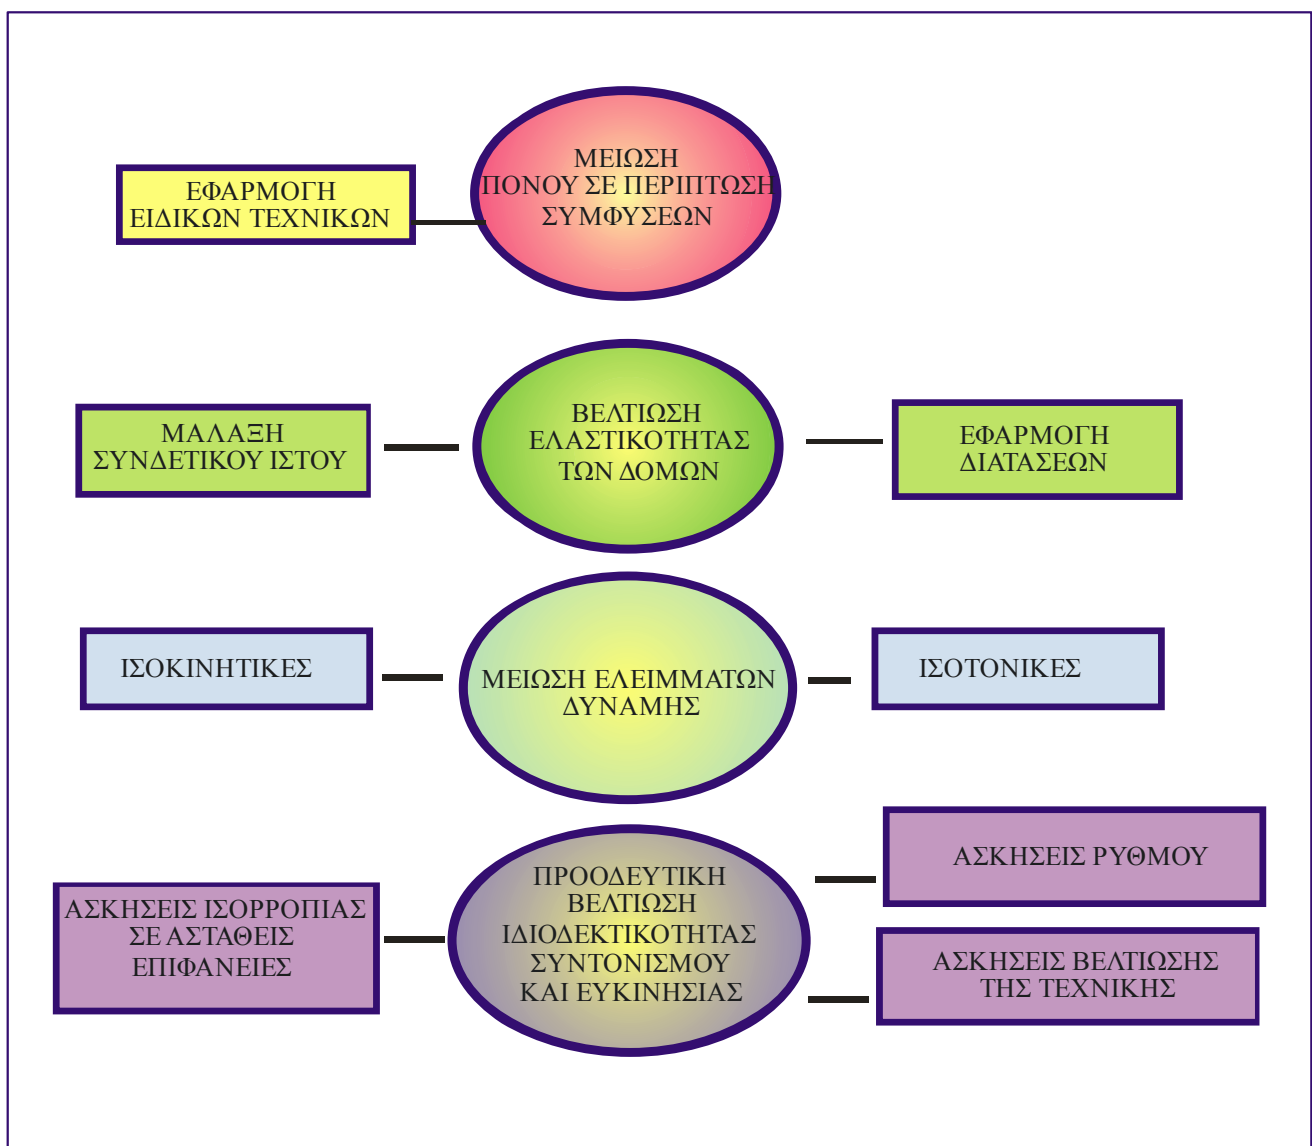 ΕΦΑΡΜΟΓΗ
ΕΙΔΙΚΩΝ ΤΕΧΝΙΚΩΝ
ΜΕΙΩΣΗ
ΠΟΝΟΥ ΣΕ ΠΕΡΙΠΤΩΣΗ
ΣΥΜΦΥΣΕΩΝ
ΜΑΛΑΞΗ
ΣΥΝΔΕΤΙΚΟΥ ΙΣΤΟΥ
ΒΕΛΤΙΩΣΗ
ΕΛΑΣΤΙΚΟΤΗΤΑΣ
ΤΩΝ ΔΟΜΩΝ
ΕΦΑΡΜΟΓΗ
ΔΙΑΤΑΣΕΩΝ
ΙΣΟΚΙΝΗΤΙΚΕΣ
ΜΕΙΩΣΗ ΕΛΕΙΜΜΑΤΩΝ
ΔΥΝΑΜΗΣ
ΙΣΟΤΟΝΙΚΕΣ
ΑΣΚΗΣΕΙΣ ΙΣΟΡΡΟΠΙΑΣ
ΣΕ ΑΣΤΑΘΕΙΣ
ΕΠΙΦΑΝΕΙΕΣ
ΠΡΟΟΔΕΥΤΙΚΗ
ΒΕΛΤΙΩΣΗ
ΙΔΙΟΔΕΚΤΙΚΟΤΗΤΑΣ
ΣΥΝΤΟΝΙΣΜΟΥ
ΚΑΙ ΕΥΚΙΝΗΣΙΑΣ
ΑΣΚΗΣΕΙΣ ΡΥΘΜΟΥ
ΑΣΚΗΣΕΙΣ ΒΕΛΤΙΩΣΗΣ
ΤΗΣ ΤΕΧΝΙΚΗΣ